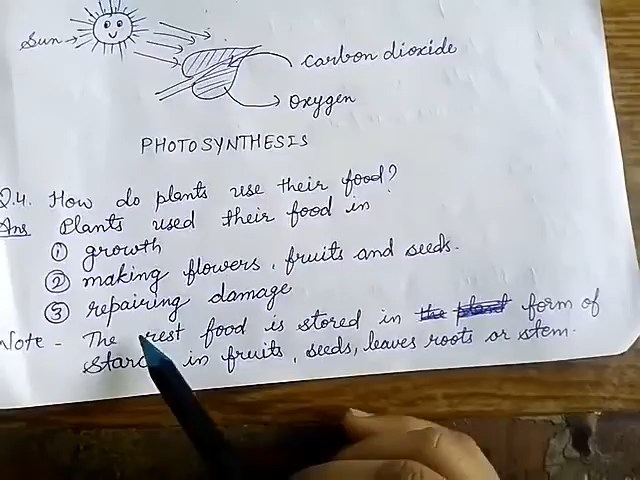 Sun
carbon dioxide
oxygen
PHOTOSYNTHESIS
Q.4. How do plants use their food?
Ans Plants used their food in
① growth
② making flowers, fruits and seeds.
③ repairing damage
Note - The rest food is stored in the plant form of
in fruits, seeds, leaves roots or stem.